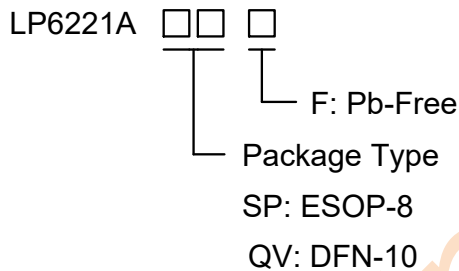 LP6221A □□ □
F: Pb-Free
Package Type
SP: ESOP-8
QV: DFN-10